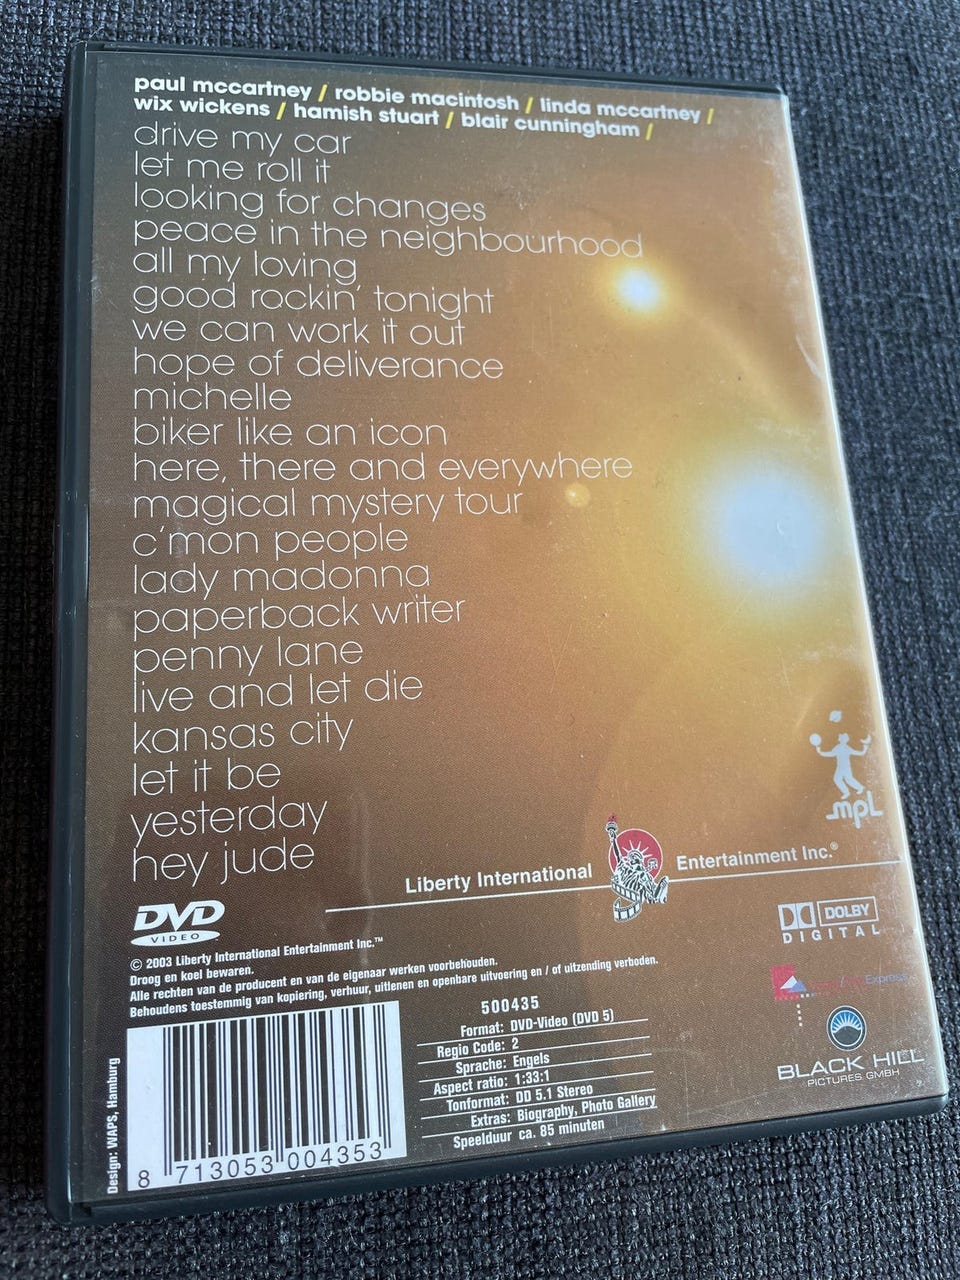 paul mccartney / robbie macintosh / linda mccartney /
wix wickens / hamish stuart / blair cunningham /
drive my car
let me roll it
looking for changes
peace in the neighbourhood
all my loving
good rockin' tonight
we can work it out
hope of deliverance
michelle
biker like an icon
here, there and everywhere
magical mystery tour
c'mon people
lady madonna
paperback writer
penny lane
live and let die
kansas city
let it be
yesterday
hey jude
mpl
Liberty International Entertainment Inc.®
DVD
VIDEO
DOLBY
DIGITAL
© 2003 Liberty International Entertainment Inc.™
Droog en koel bewaren.
Alle rechten van de producent en van de eigenaar werken voorbehouden.
Behoudens toestemmig van kopiering, verhuur, uitlenen en openbare uitvoering en / of uitzending verboden.
Express
BLACK HILL
PICTURES GMBH
500435
Format: DVD-Video (DVD 5)
Regio Code: 2
Sprache: Engels
Aspect ratio: 1:33:1
Tonformat: DD 5.1 Stereo
Extras: Biography, Photo Gallery
Speelduur ca. 85 minuten
Design: WAPS, Hamburg
8 713053 004353